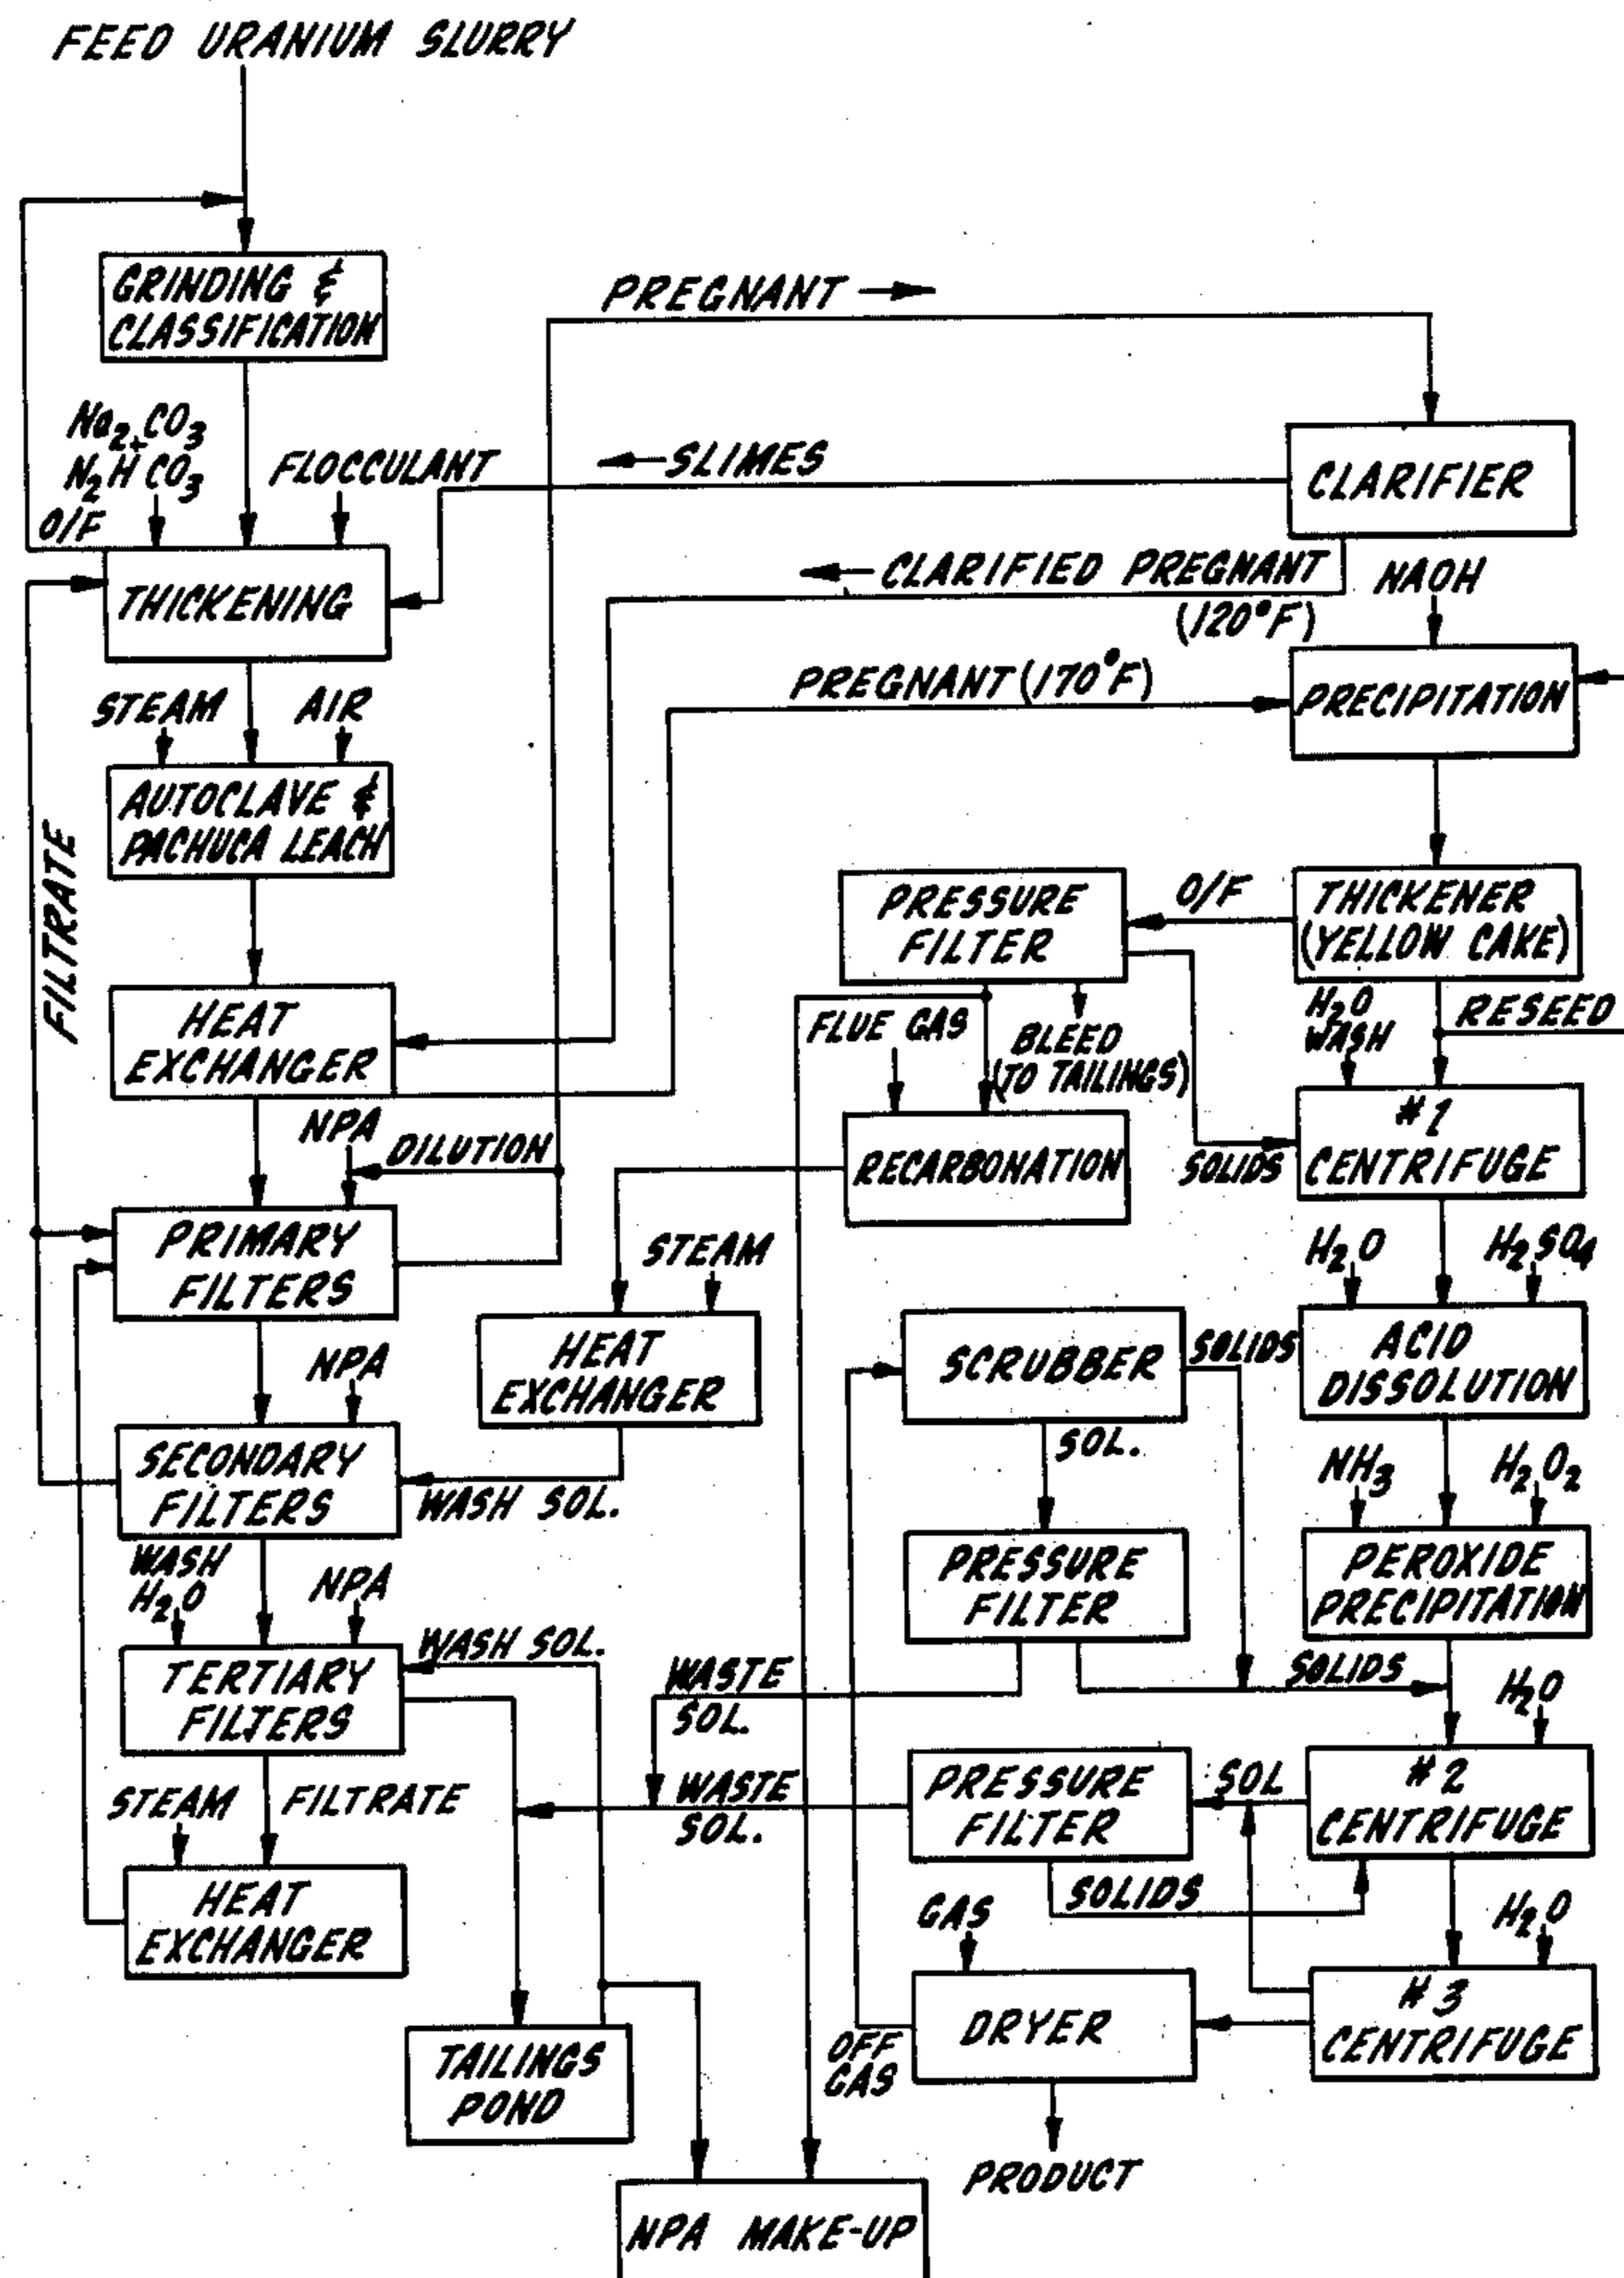 FEED URANIUM SLURRY
GRINDING &
CLASSIFICATION
PREGNANT
Na2CO3
+
N2HCO3
FLOCCULANT
O/F
SLIMES
CLARIFIER
THICKENING
CLARIFIED PREGNANT
(120°F)
NAOH
STEAM
AIR
PREGNANT (170°F)
PRECIPITATION
AUTOCLAVE &
PACHUCA LEACH
FILTRATE
PRESSURE
FILTER
O/F
THICKENER
(YELLOW CAKE)
HEAT
EXCHANGER
FLUE GAS
BLEED
(TO TAILINGS)
H2O
WASH
RESEED
NPA
DILUTION
RECARBONATION
SOLIDS
#1
CENTRIFUGE
PRIMARY
FILTERS
STEAM
H2O
H2SO4
NPA
HEAT
EXCHANGER
SCRUBBER
SOLIDS
ACID
DISSOLUTION
SECONDARY
FILTERS
WASH SOL.
SOL.
NH3
H2O2
WASH
H2O
NPA
PRESSURE
FILTER
PEROXIDE
PRECIPITATION
TERTIARY
FILTERS
WASH SOL.
WASTE
SOL.
SOLIDS
H2O
STEAM
FILTRATE
WASTE
SOL.
PRESSURE
FILTER
SOL
#2
CENTRIFUGE
HEAT
EXCHANGER
SOLIDS
GAS
H2O
TAILINGS
POND
OFF
GAS
DRYER
#3
CENTRIFUGE
PRODUCT
NPA MAKE-UP